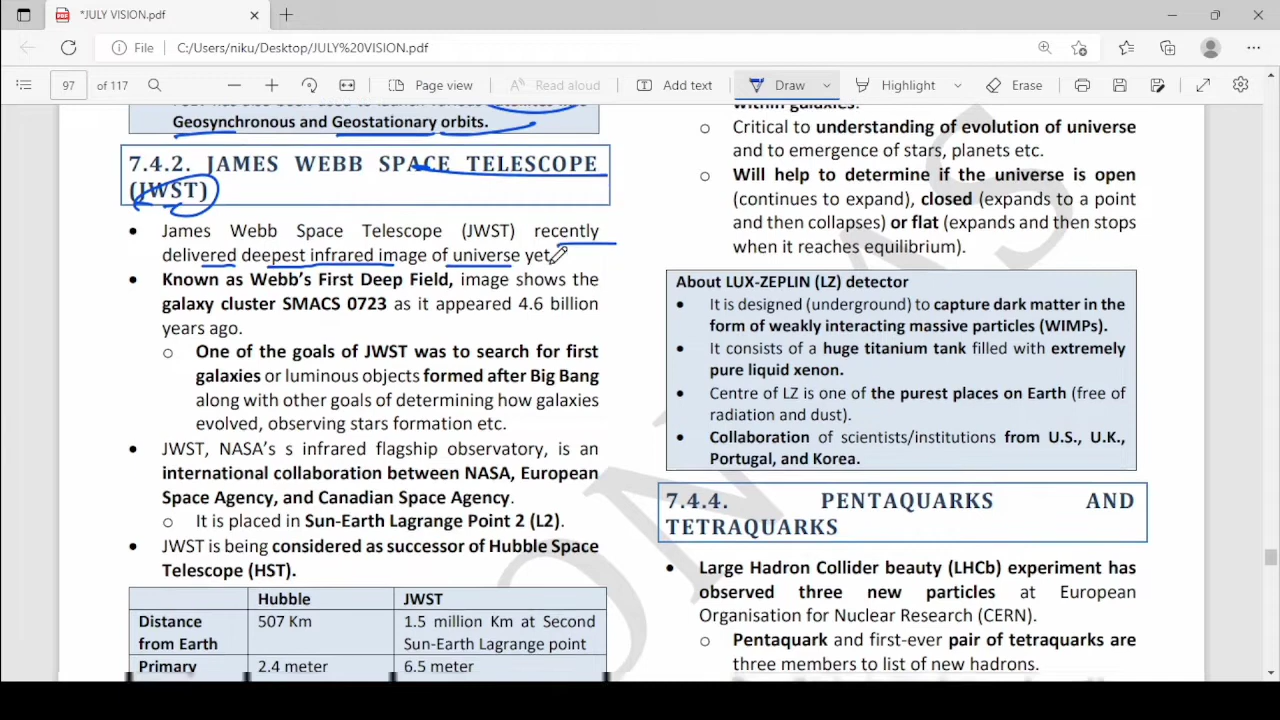 *JULY VISION.pdf
File
C:/Users/niku/Desktop/JULY%20VISION.pdf
97 of 117
Page view
Read aloud
Add text
Draw
Highlight
Erase
Geosynchronous and Geostationary orbits.
7.4.2. JAMES WEBB SPACE TELESCOPE
(JWST)
• James Webb Space Telescope (JWST) recently
delivered deepest infrared image of universe yet.
• Known as Webb's First Deep Field, image shows the
galaxy cluster SMACS 0723 as it appeared 4.6 billion
years ago.
o One of the goals of JWST was to search for first
galaxies or luminous objects formed after Big Bang
along with other goals of determining how galaxies
evolved, observing stars formation etc.
• JWST, NASA's s infrared flagship observatory, is an
international collaboration between NASA, European
Space Agency, and Canadian Space Agency.
o It is placed in Sun-Earth Lagrange Point 2 (L2).
• JWST is being considered as successor of Hubble Space
Telescope (HST).
Hubble JWST
Distance 507 Km 1.5 million Km at Second
from Earth Sun-Earth Lagrange point
Primary 2.4 meter 6.5 meter
within galaxies.
o Critical to understanding of evolution of universe
and to emergence of stars, planets etc.
o Will help to determine if the universe is open
(continues to expand), closed (expands to a point
and then collapses) or flat (expands and then stops
when it reaches equilibrium).
About LUX-ZEPLIN (LZ) detector
• It is designed (underground) to capture dark matter in the
form of weakly interacting massive particles (WIMPs).
• It consists of a huge titanium tank filled with extremely
pure liquid xenon.
• Centre of LZ is one of the purest places on Earth (free of
radiation and dust).
• Collaboration of scientists/institutions from U.S., U.K.,
Portugal, and Korea.
7.4.4. PENTAQUARKS AND
TETRAQUARKS
• Large Hadron Collider beauty (LHCb) experiment has
observed three new particles at European
Organisation for Nuclear Research (CERN).
o Pentaquark and first-ever pair of tetraquarks are
three members to list of new hadrons.